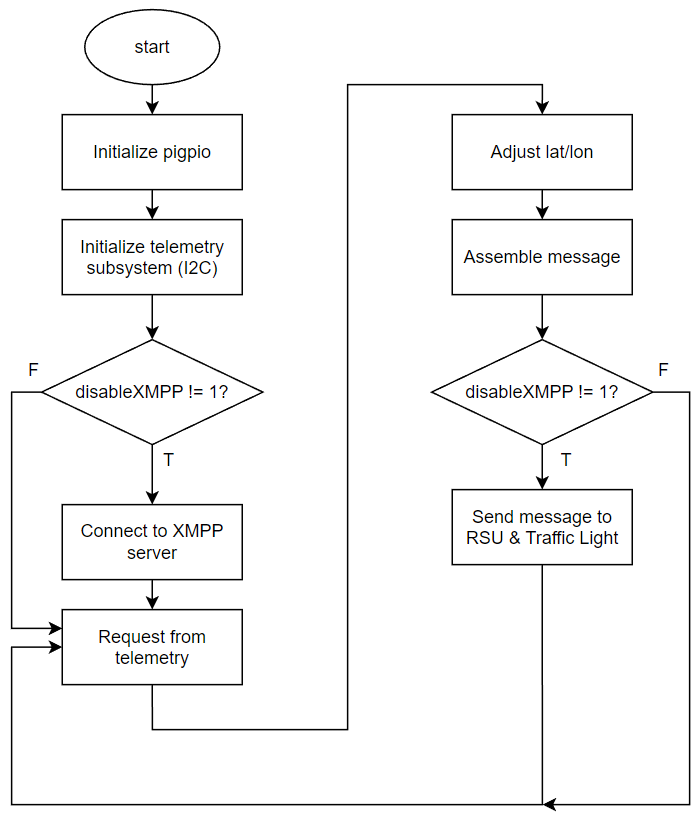 start
Initialize pigpio
Initialize telemetry
subsystem (I2C)
disableXMPP != 1?
F
T
Connect to XMPP
server
Request from
telemetry
Adjust lat/lon
Assemble message
disableXMPP != 1?
F
T
Send message to
RSU & Traffic Light